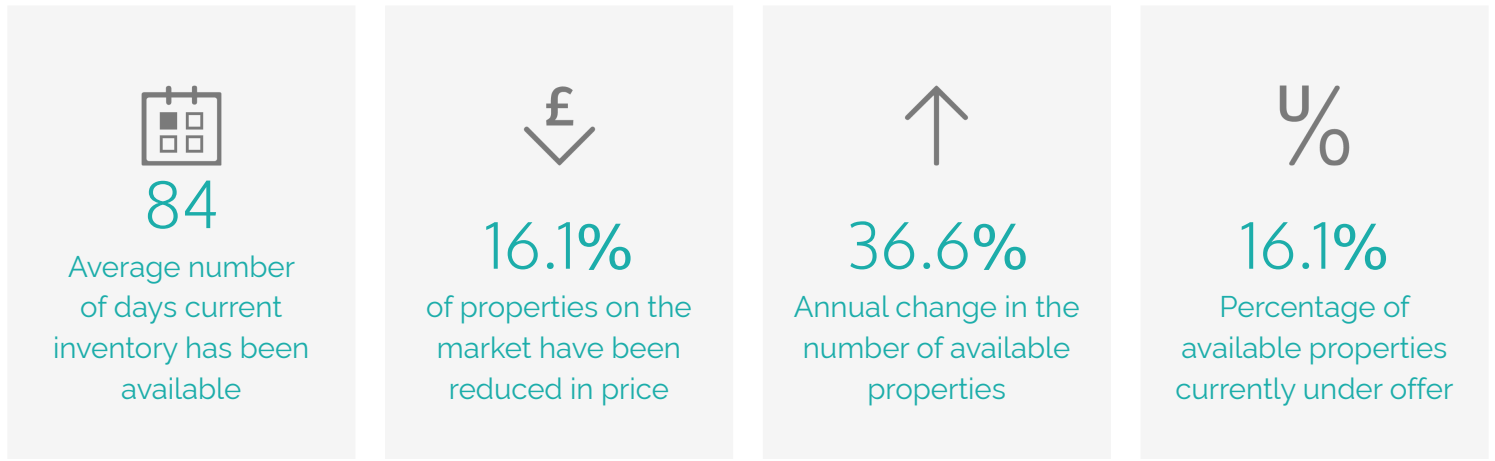 84
Average number
of days current
inventory has been
available
£
16.1%
of properties on the
market have been
reduced in price
36.6%
Annual change in the
number of available
properties
U/0
16.1%
Percentage of
available properties
currently under offer